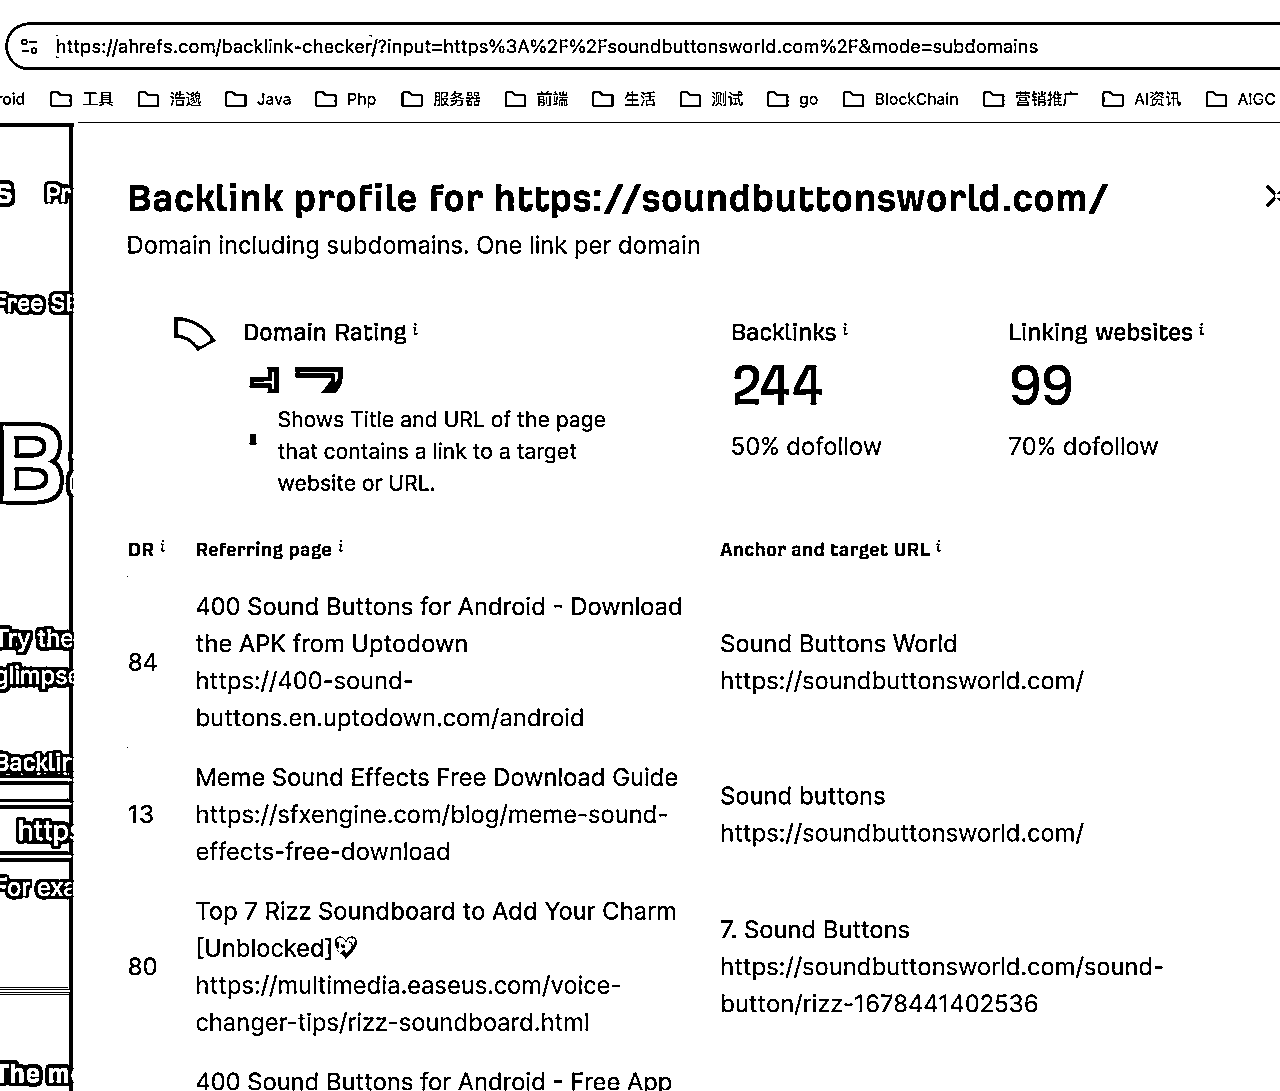 https://ahrefs.com/backlink-checker/?input=https%3A%2F%2Fsoundbuttonsworld.com%2F&mode=subdomains
roid 工具 浩邈 Java Php 服务器 前端 生活 测试 go BlockChain 营销推广 AI资讯 AIGC
Backlink profile for https://soundbuttonsworld.com/
Domain including subdomains. One link per domain
Free
Domain Rating i
Backlinks i
Linking websites i
244
99
Shows Title and URL of the page
that contains a link to a target
website or URL.
50% dofollow
70% dofollow
DR i
Referring page i
Anchor and target URL i
400 Sound Buttons for Android - Download
the APK from Uptodown
https://400-sound-
buttons.en.uptodown.com/android
84
Sound Buttons World
https://soundbuttonsworld.com/
Try the
Meme Sound Effects Free Download Guide
https://sfxengine.com/blog/meme-sound-
effects-free-download
13
Sound buttons
https://soundbuttonsworld.com/
Top 7 Rizz Soundboard to Add Your Charm
[Unblocked]💖
https://multimedia.easeus.com/voice-
changer-tips/rizz-soundboard.html
80
7. Sound Buttons
https://soundbuttonsworld.com/sound-
button/rizz-1678441402536
400 Sound Buttons for Android - Free App